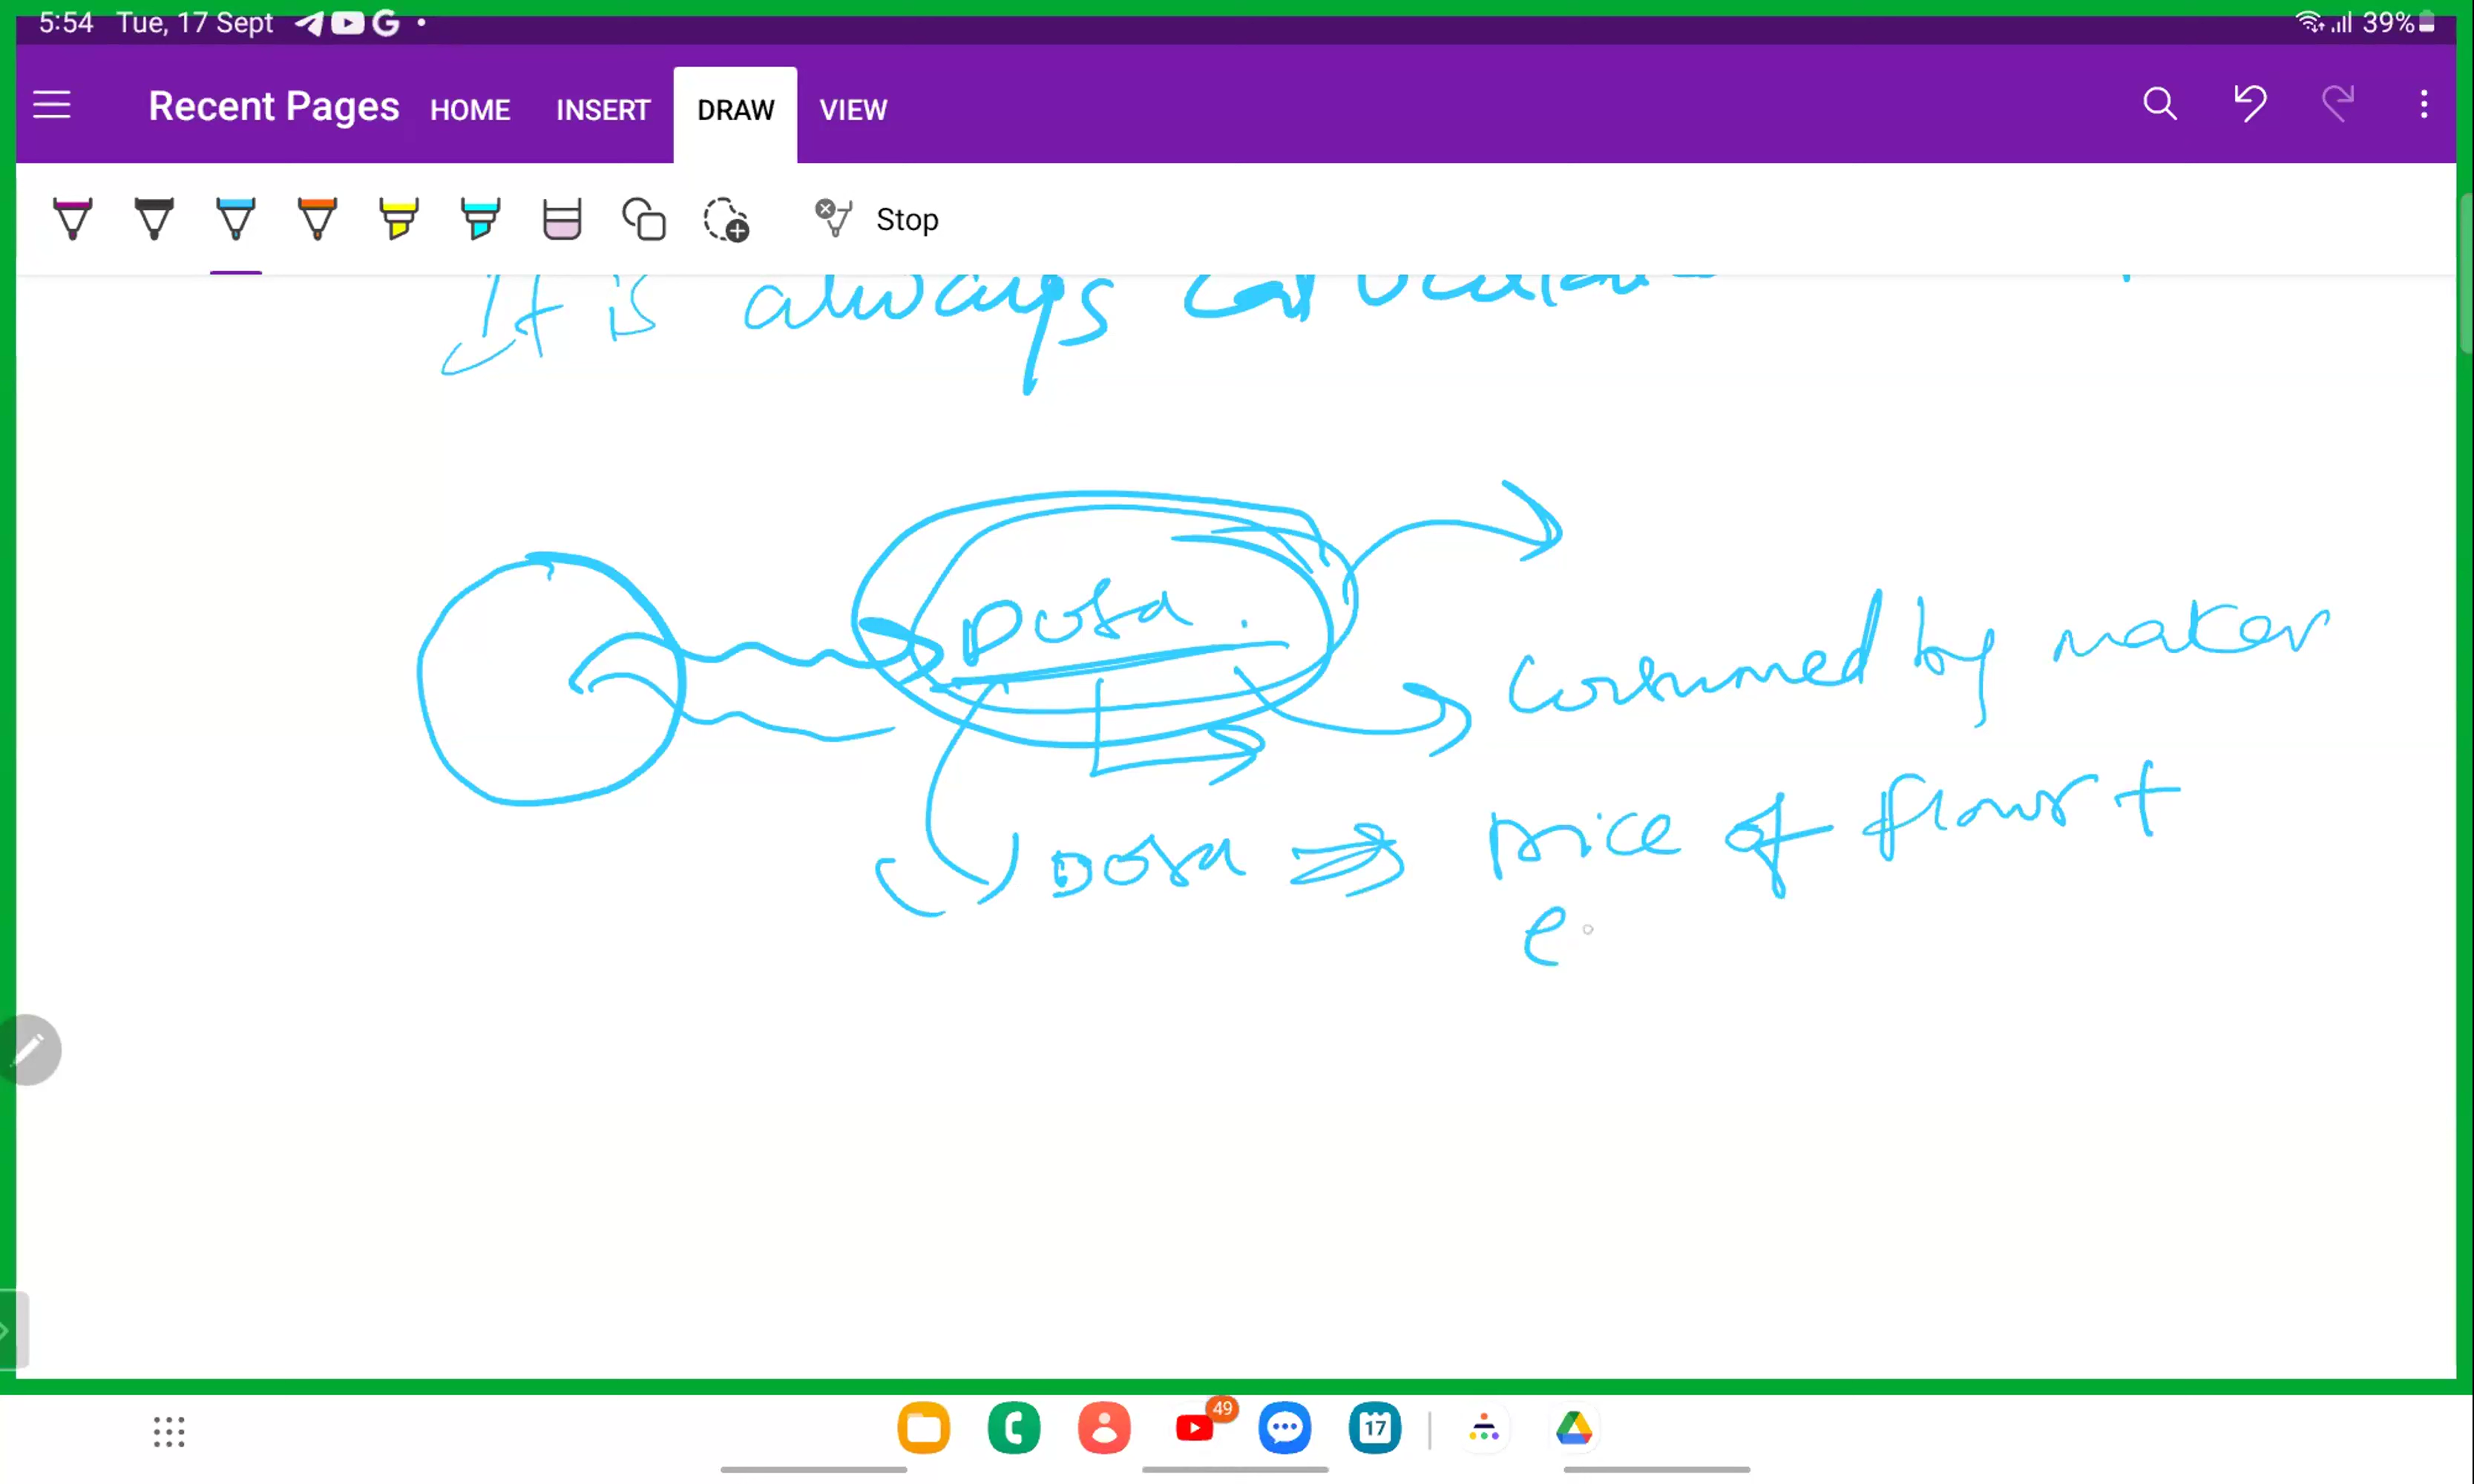 5:54 Tue, 17 Sept 39%
Recent Pages HOME INSERT DRAW VIEW
Stop
It is always
Dosa.
consumed by maker
Dosa ⇒ price of flour +
e
49
17